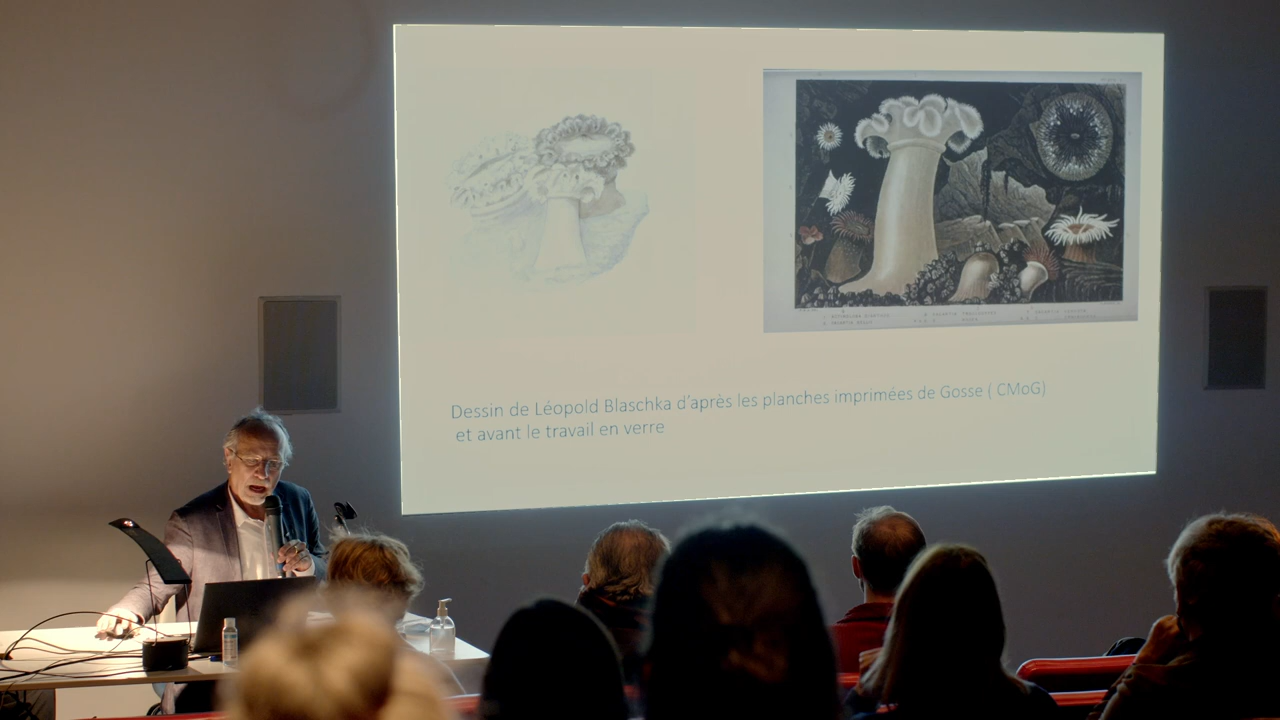 Dessin de Léopold Blaschka d'après les planches imprimées de Gosse ( CMoG)
et avant le travail en verre